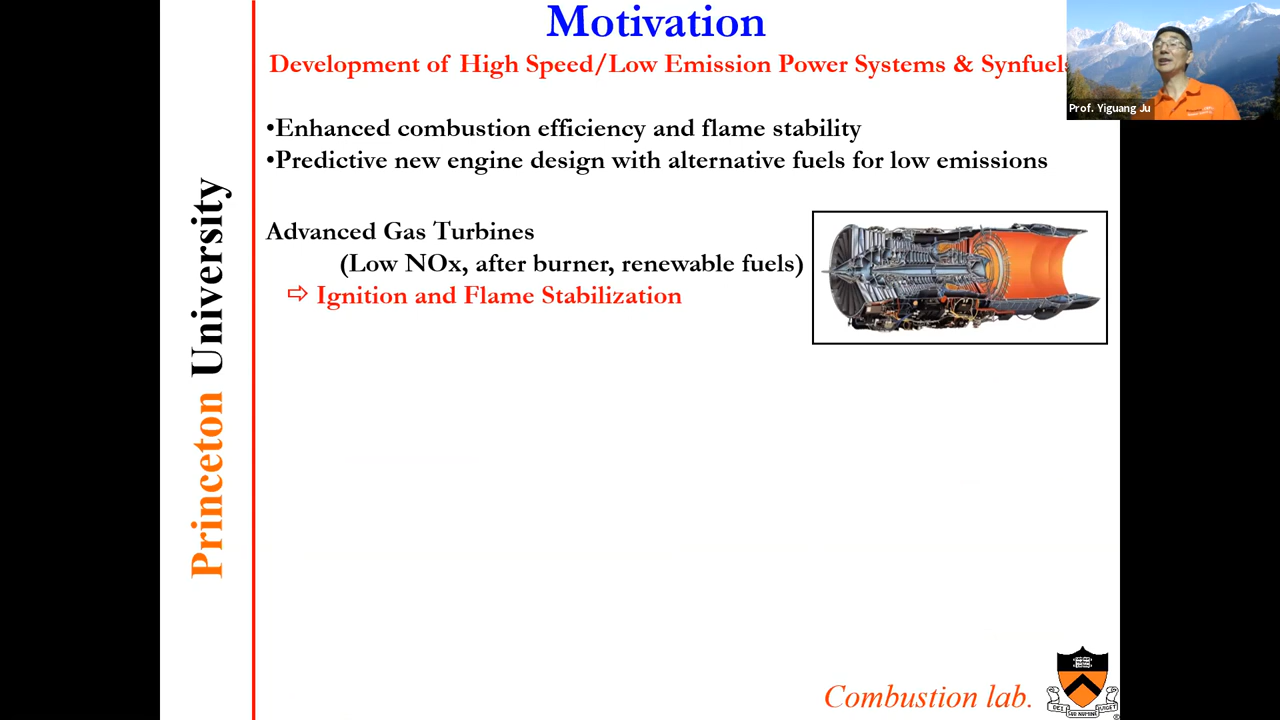 Motivation
Development of High Speed/Low Emission Power Systems & Synfuels
Prof. Yiguang Ju
•Enhanced combustion efficiency and flame stability
•Predictive new engine design with alternative fuels for low emissions
Advanced Gas Turbines
(Low NOx, after burner, renewable fuels)
⇨ Ignition and Flame Stabilization
Princeton University
Combustion lab.